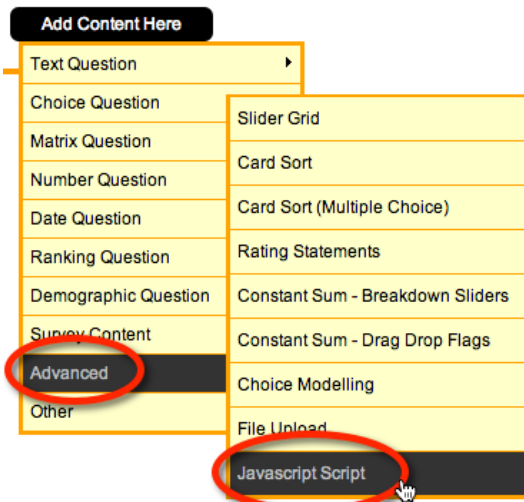 Add Content Here
Text Question
Choice Question
Matrix Question
Number Question
Date Question
Ranking Question
Demographic Question
Survey Content
Advanced
Other
Slider Grid
Card Sort
Card Sort (Multiple Choice)
Rating Statements
Constant Sum - Breakdown Sliders
Constant Sum - Drag Drop Flags
Choice Modelling
File Upload
Javascript Script